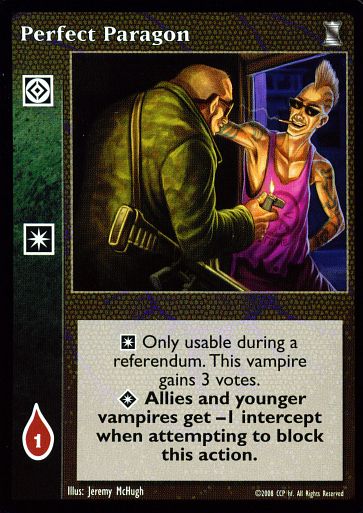 Perfect Paragon
Only usable during a
referendum. This vampire
gains 3 votes.
Allies and younger
vampires get –1 intercept
when attempting to block
this action.
1
Illus: Jeremy McHugh
©2008 CCP hf. All Rights Reserved